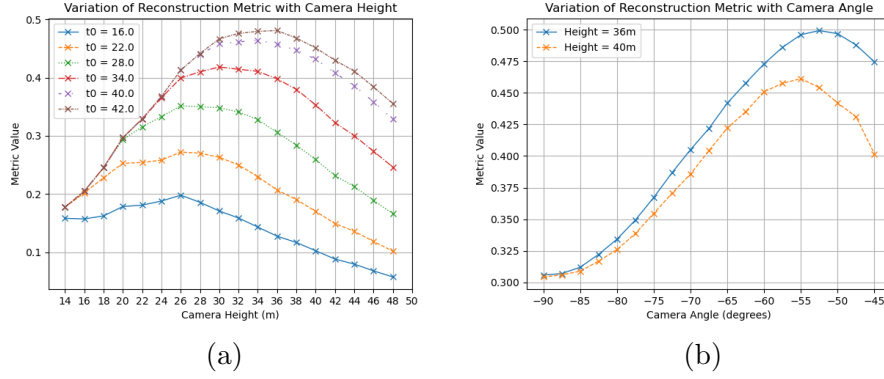 Variation of Reconstruction Metric with Camera Height
0.5
0.4
0.3
0.2
0.1
Metric Value
t0 = 16.0
t0 = 22.0
t0 = 28.0
t0 = 34.0
t0 = 40.0
t0 = 42.0
14 16 18 20 22 24 26 28 30 32 34 36 38 40 42 44 46 48 50
Camera Height (m)
(a)
Variation of Reconstruction Metric with Camera Angle
0.500
0.475
0.450
0.425
0.400
0.375
0.350
0.325
0.300
Metric Value
Height = 36m
Height = 40m
−90 −85 −80 −75 −70 −65 −60 −55 −50 −45
Camera Angle (degrees)
(b)